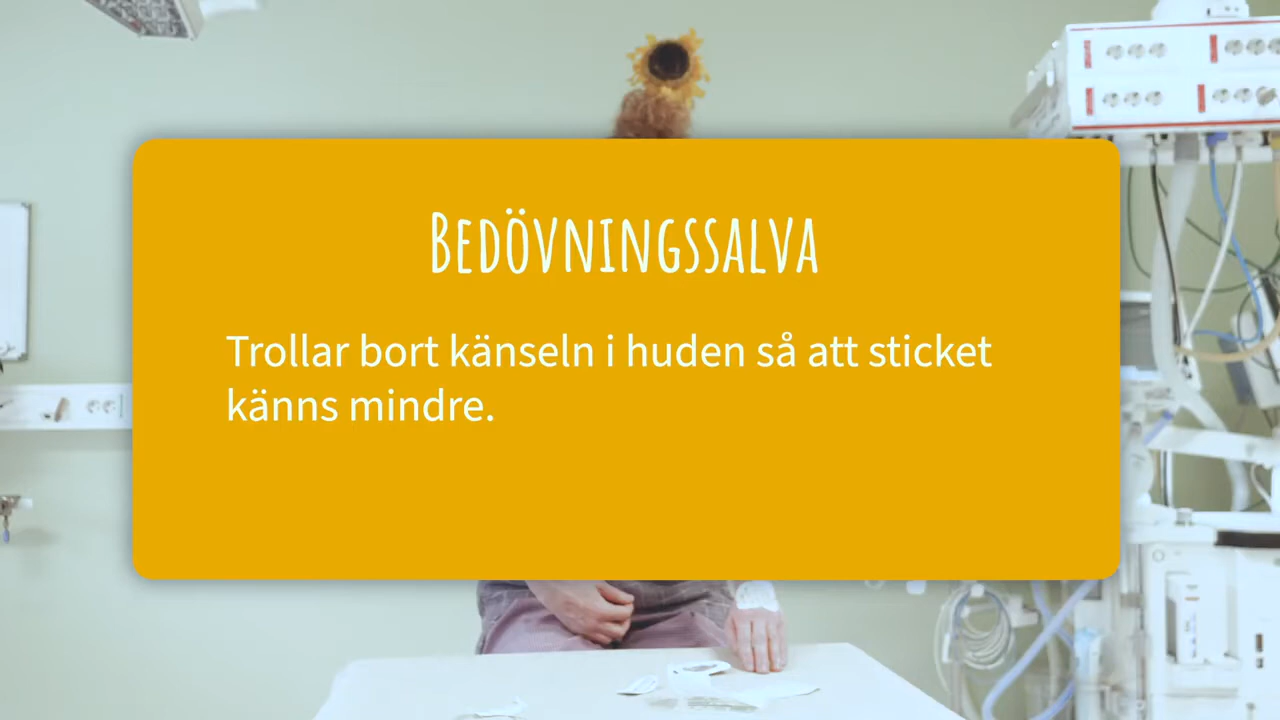 Bedövningssalva
Trollar bort känseln i huden så att sticket
känns mindre.